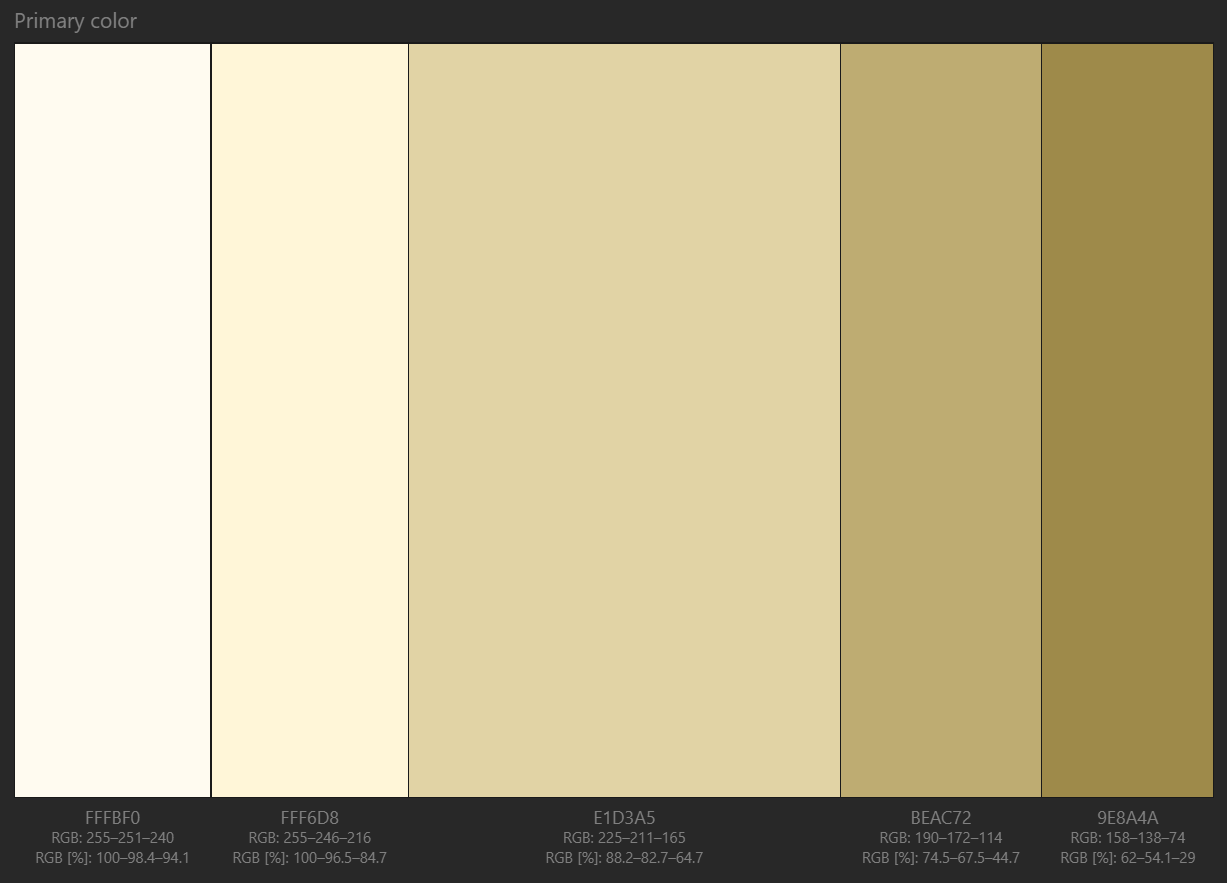 Primary color
FFFBF0
RGB: 255–251–240
RGB [%]: 100–98.4–94.1
FFF6D8
RGB: 255–246–216
RGB [%]: 100–96.5–84.7
E1D3A5
RGB: 225–211–165
RGB [%]: 88.2–82.7–64.7
BEAC72
RGB: 190–172–114
RGB [%]: 74.5–67.5–44.7
9E8A4A
RGB: 158–138–74
RGB [%]: 62–54.1–29